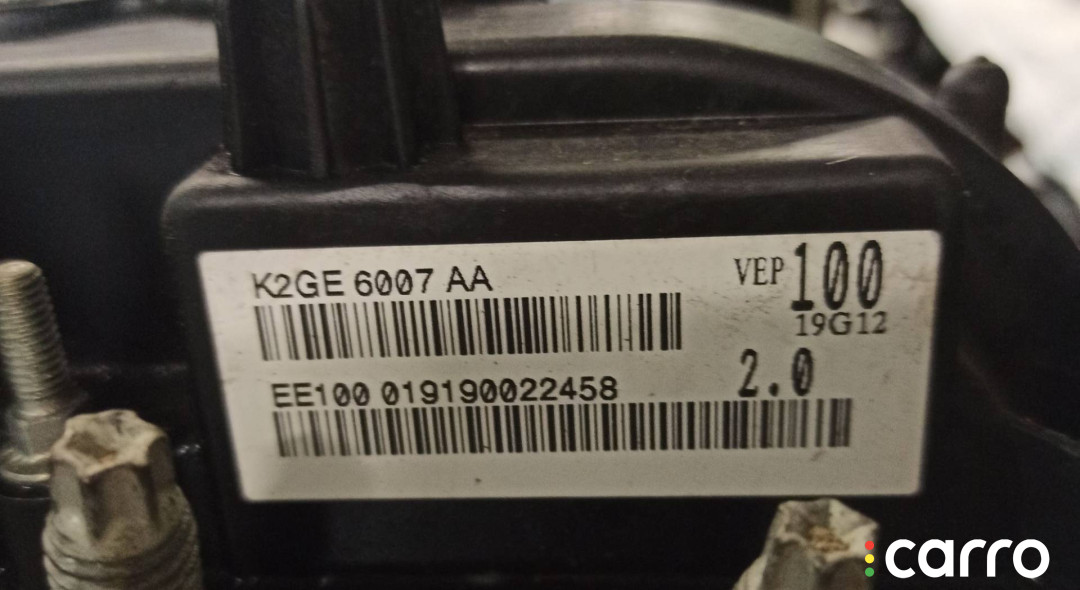 K2GE 6007 AA
VEP 100
19G12
EE100 019190022458
2.0
carro